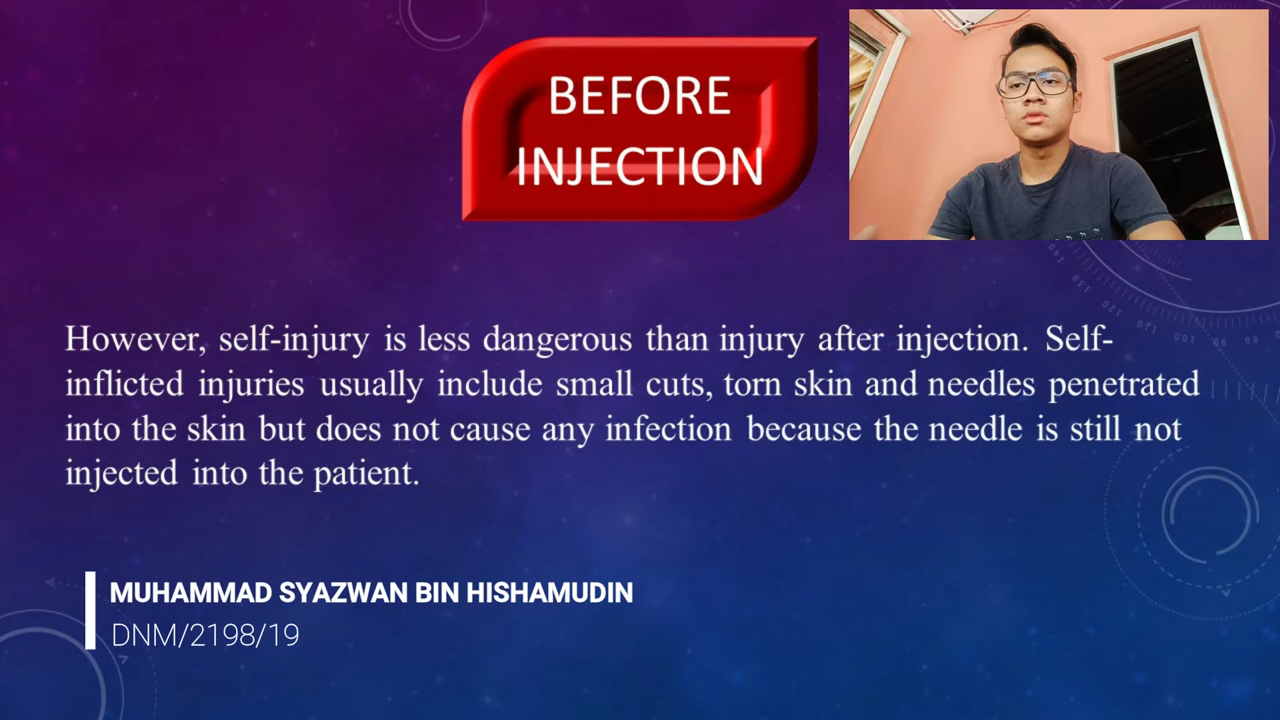 BEFORE
INJECTION
However, self-injury is less dangerous than injury after injection. Self-
inflicted injuries usually include small cuts, torn skin and needles penetrated
into the skin but does not cause any infection because the needle is still not
injected into the patient.
MUHAMMAD SYAZWAN BIN HISHAMUDIN
DNM/2198/19